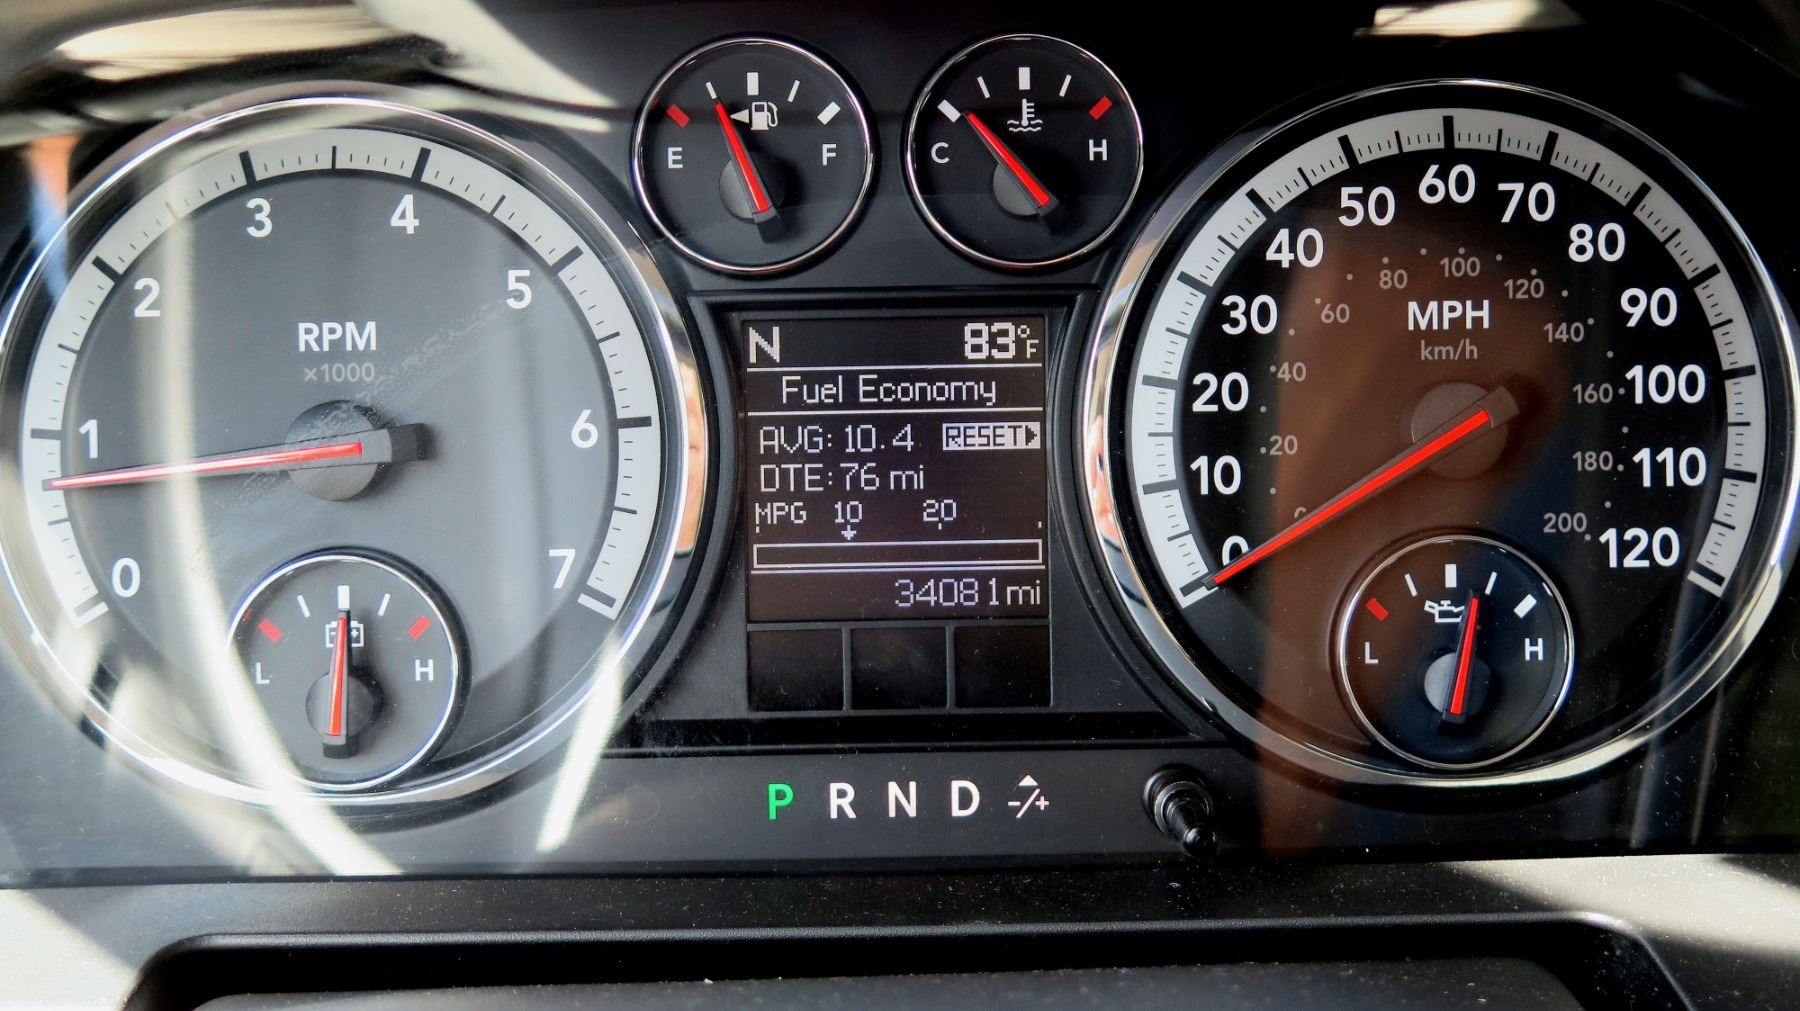 E F
C H
0 1 2 3 4 5 6 7
RPM
×1000
L H
N 83°F
Fuel Economy
AVG: 10.4 RESET
DTE: 76 mi
MPG 10 20
34081mi
0 10 20 30 40 50 60 70 80 90 100 110 120
MPH
km/h
0 20 40 60 80 100 120 140 160 180 200
L H
P R N D -/+